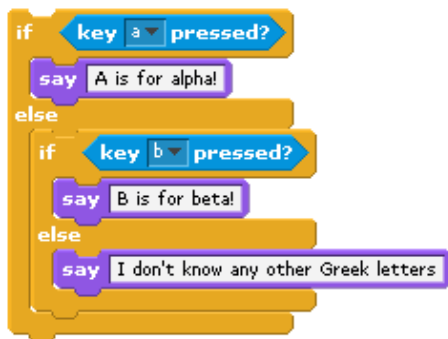 if key a pressed?
say A is for alpha!
else
if key b pressed?
say B is for beta!
else
say I don't know any other Greek letters